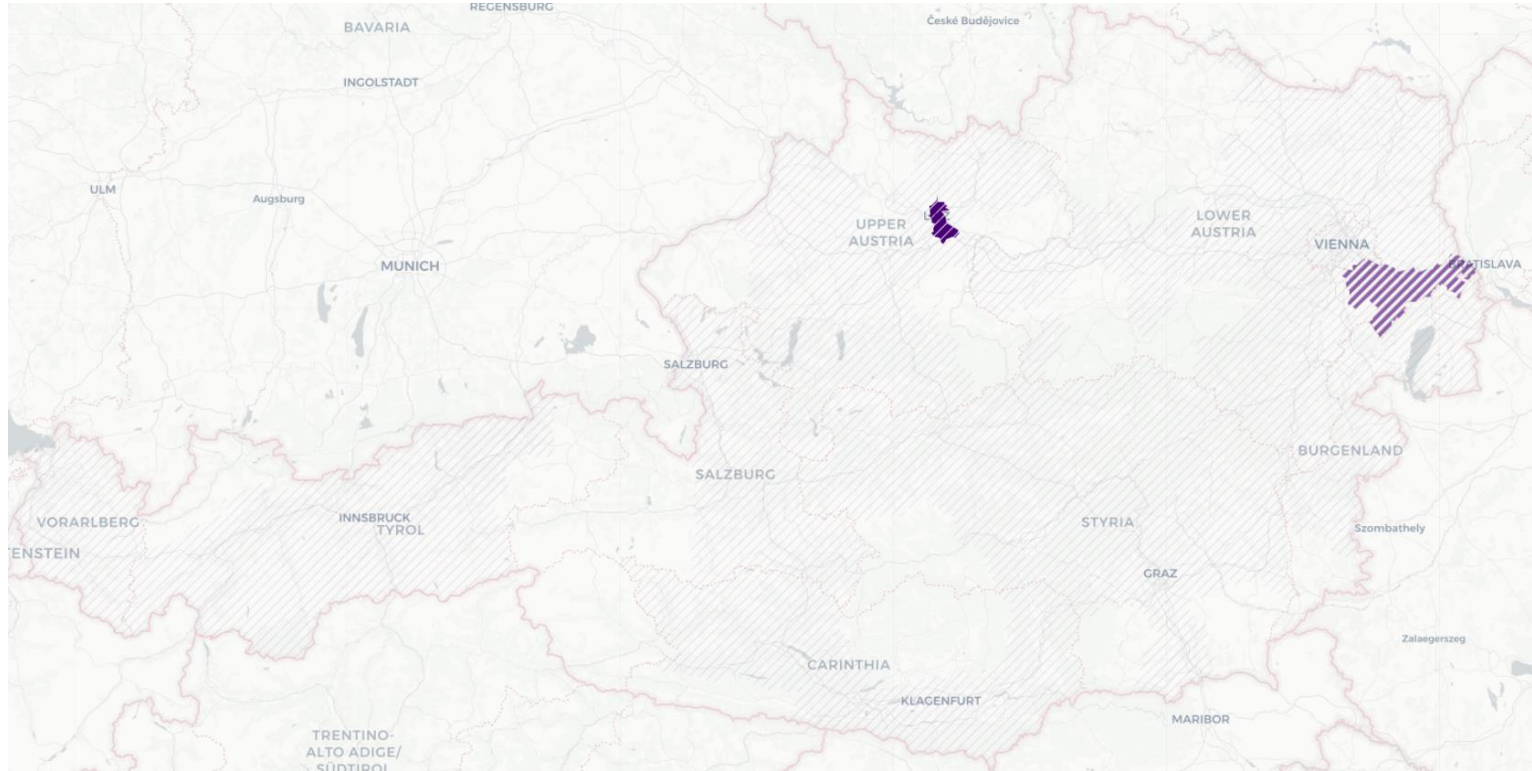 REGENSBURG
České Budějovice
BAVARIA
INGOLSTADT
ULM
Augsburg
UPPER
AUSTRIA
LOWER
AUSTRIA
VIENNA
MUNICH
SALZBURG
BURGENLAND
SALZBURG
INNSBRUCK
TYROL
VORARLBERG
TENSTEIN
STYRIA
Szombathely
GRAZ
Zalaegerszeg
CARINTHIA
KLAGENFURT
MARIBOR
TRENTINO-
ALTO ADIGE/
SÜDTIROL